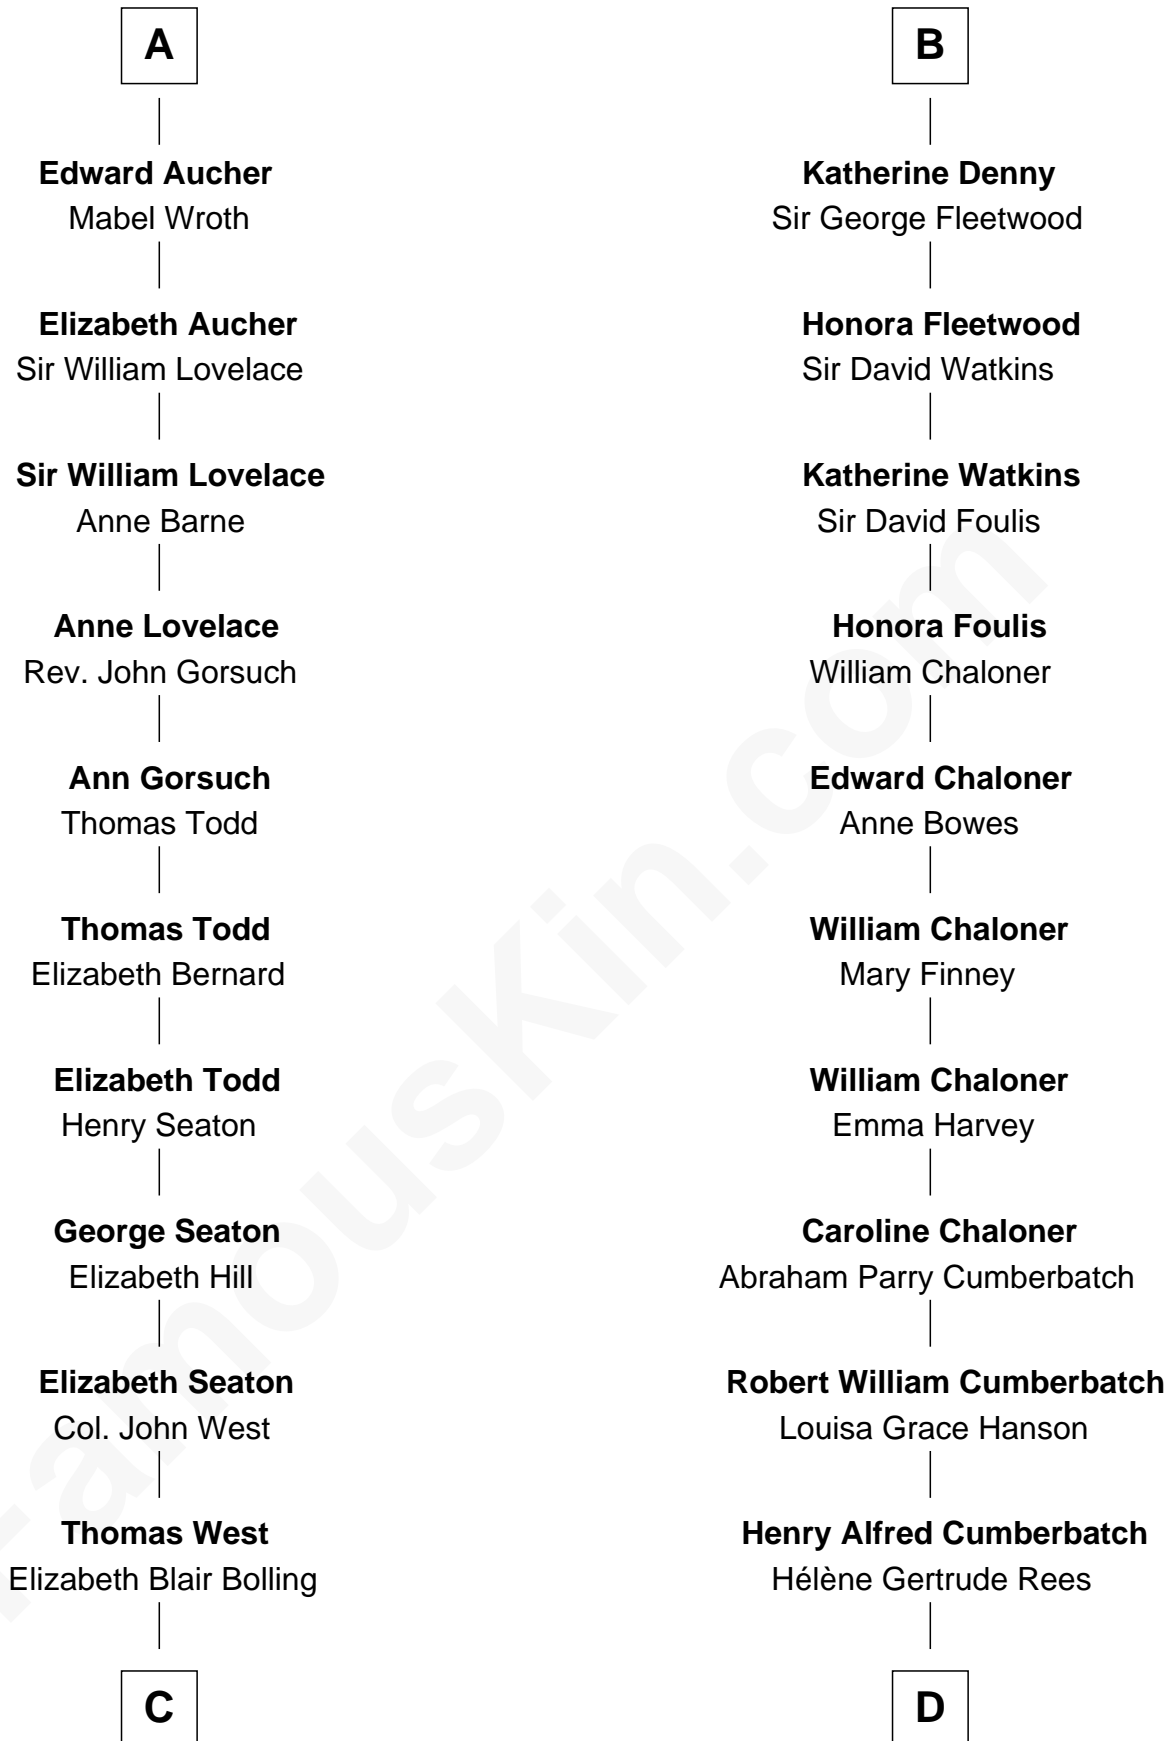 A
Edward Aucher
Mabel Wroth
Elizabeth Aucher
Sir William Lovelace
Sir William Lovelace
Anne Barne
Anne Lovelace
Rev. John Gorsuch
Ann Gorsuch
Thomas Todd
Thomas Todd
Elizabeth Bernard
Elizabeth Todd
Henry Seaton
George Seaton
Elizabeth Hill
Elizabeth Seaton
Col. John West
Thomas West
Elizabeth Blair Bolling
C
B
Katherine Denny
Sir George Fleetwood
Honora Fleetwood
Sir David Watkins
Katherine Watkins
Sir David Foulis
Honora Foulis
William Chaloner
Edward Chaloner
Anne Bowes
William Chaloner
Mary Finney
William Chaloner
Emma Harvey
Caroline Chaloner
Abraham Parry Cumberbatch
Robert William Cumberbatch
Louisa Grace Hanson
Henry Alfred Cumberbatch
Hélène Gertrude Rees
D
FamousKin.com